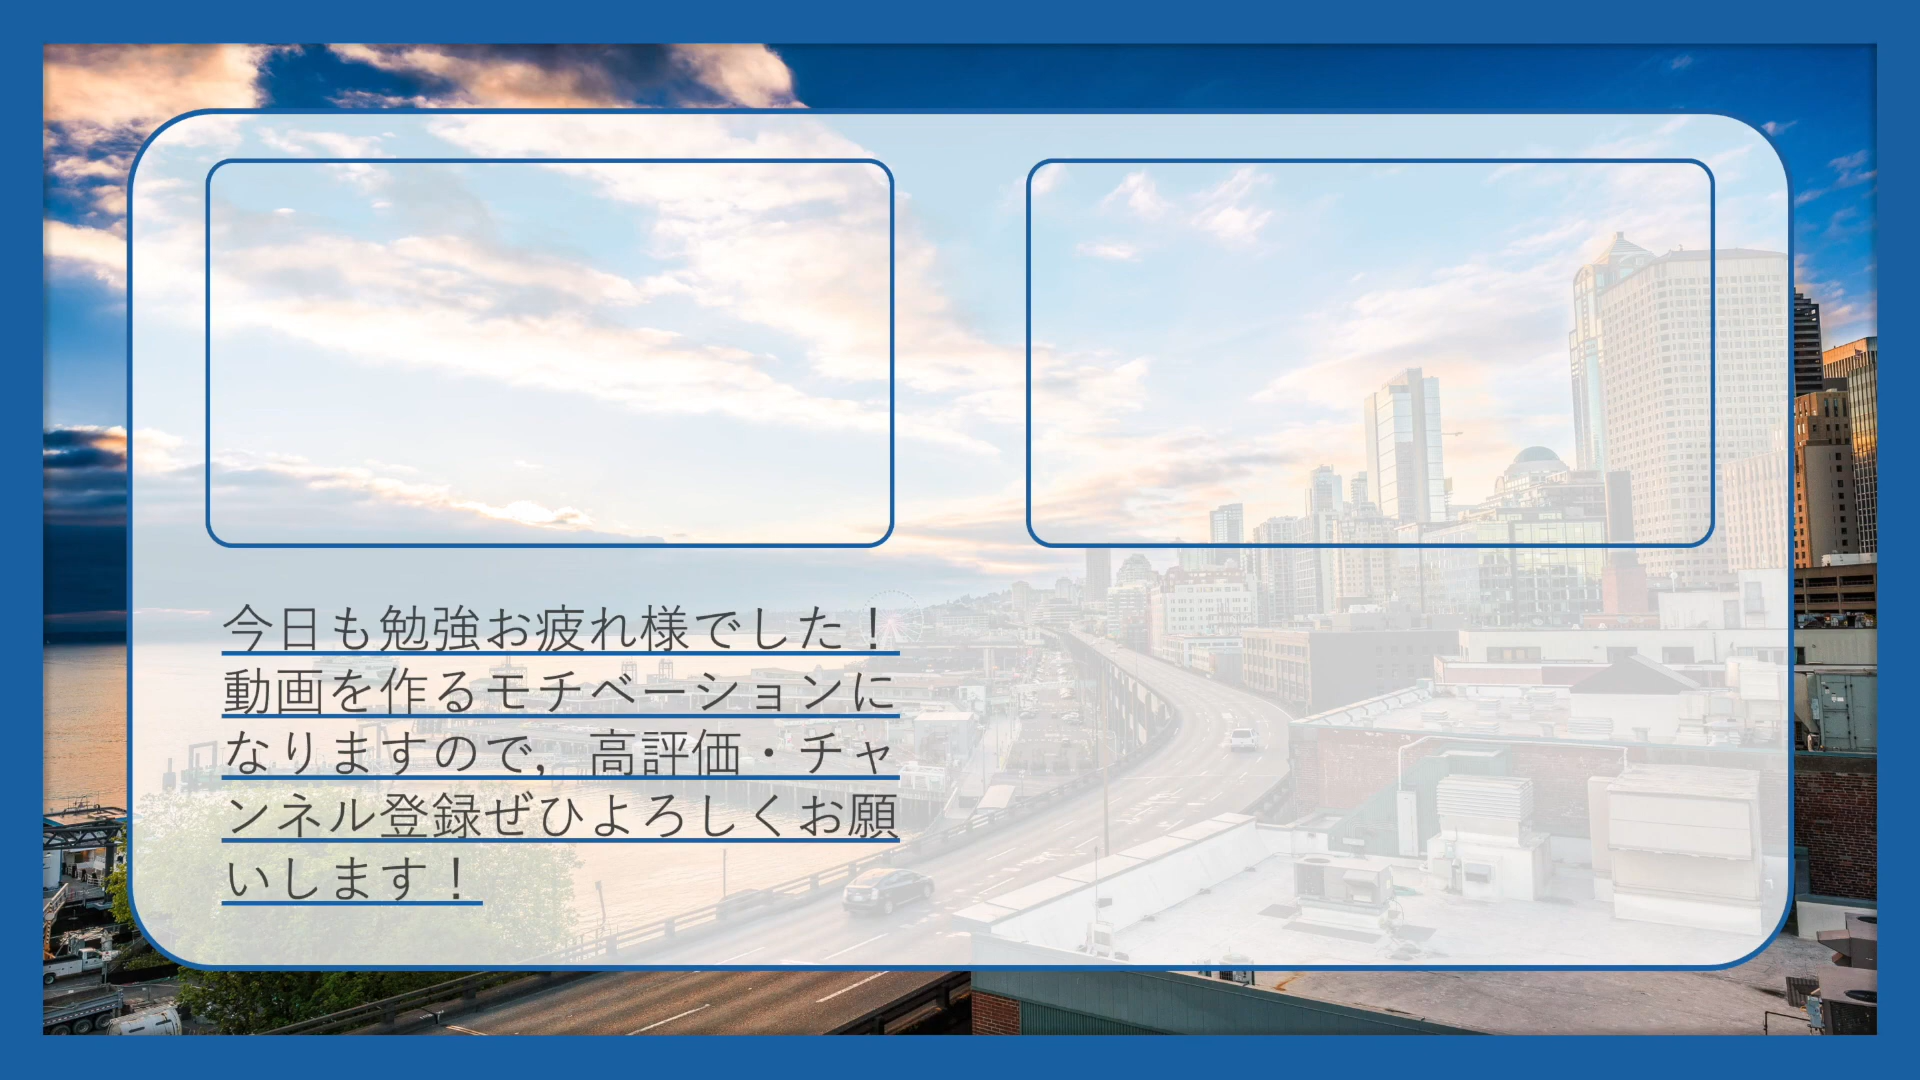 今日も勉強お疲れ様でした！
動画を作るモチベーションに
なりますので，高評価・チャ
ンネル登録ぜひよろしくお願
いします！